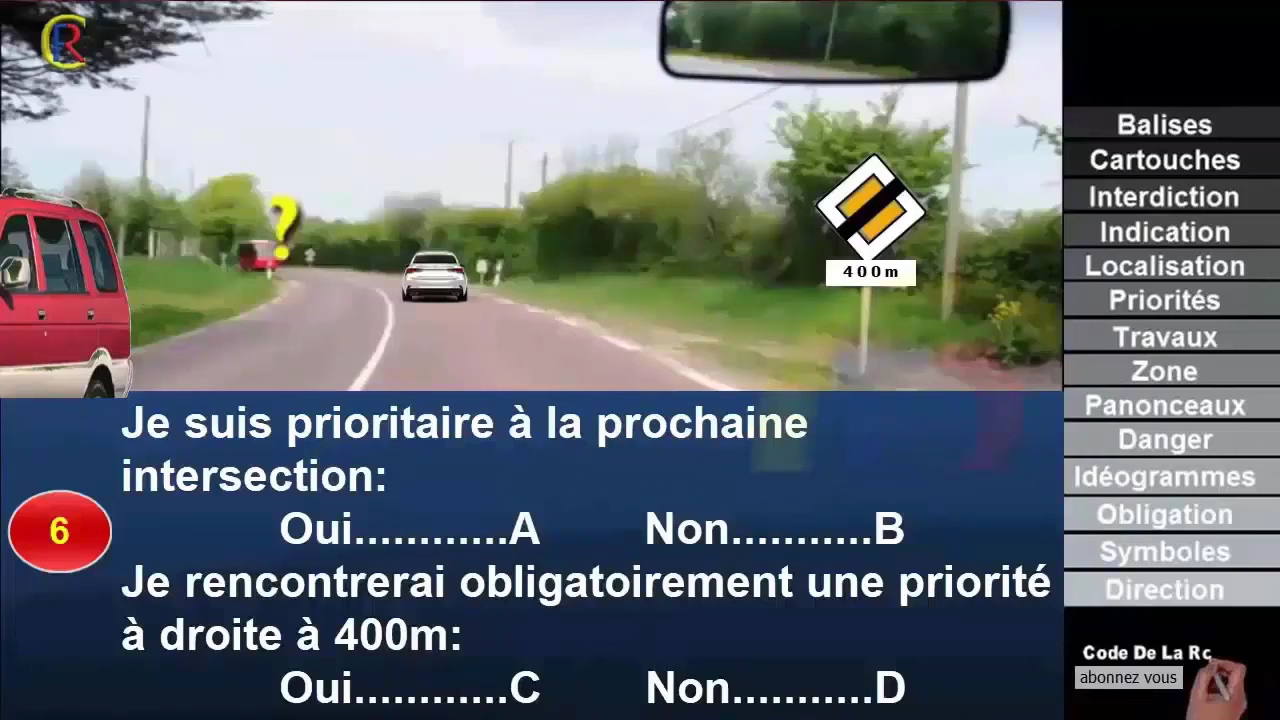 CFR
?
400m
Je suis prioritaire à la prochaine
intersection:
Oui............A Non...........B
6
Je rencontrerai obligatoirement une priorité
à droite à 400m:
Oui............C Non...........D
Balises
Cartouches
Interdiction
Indication
Localisation
Priorités
Travaux
Zone
Panonceaux
Danger
Idéogrammes
Obligation
Symboles
Direction
Code De La Rc
abonnez vous